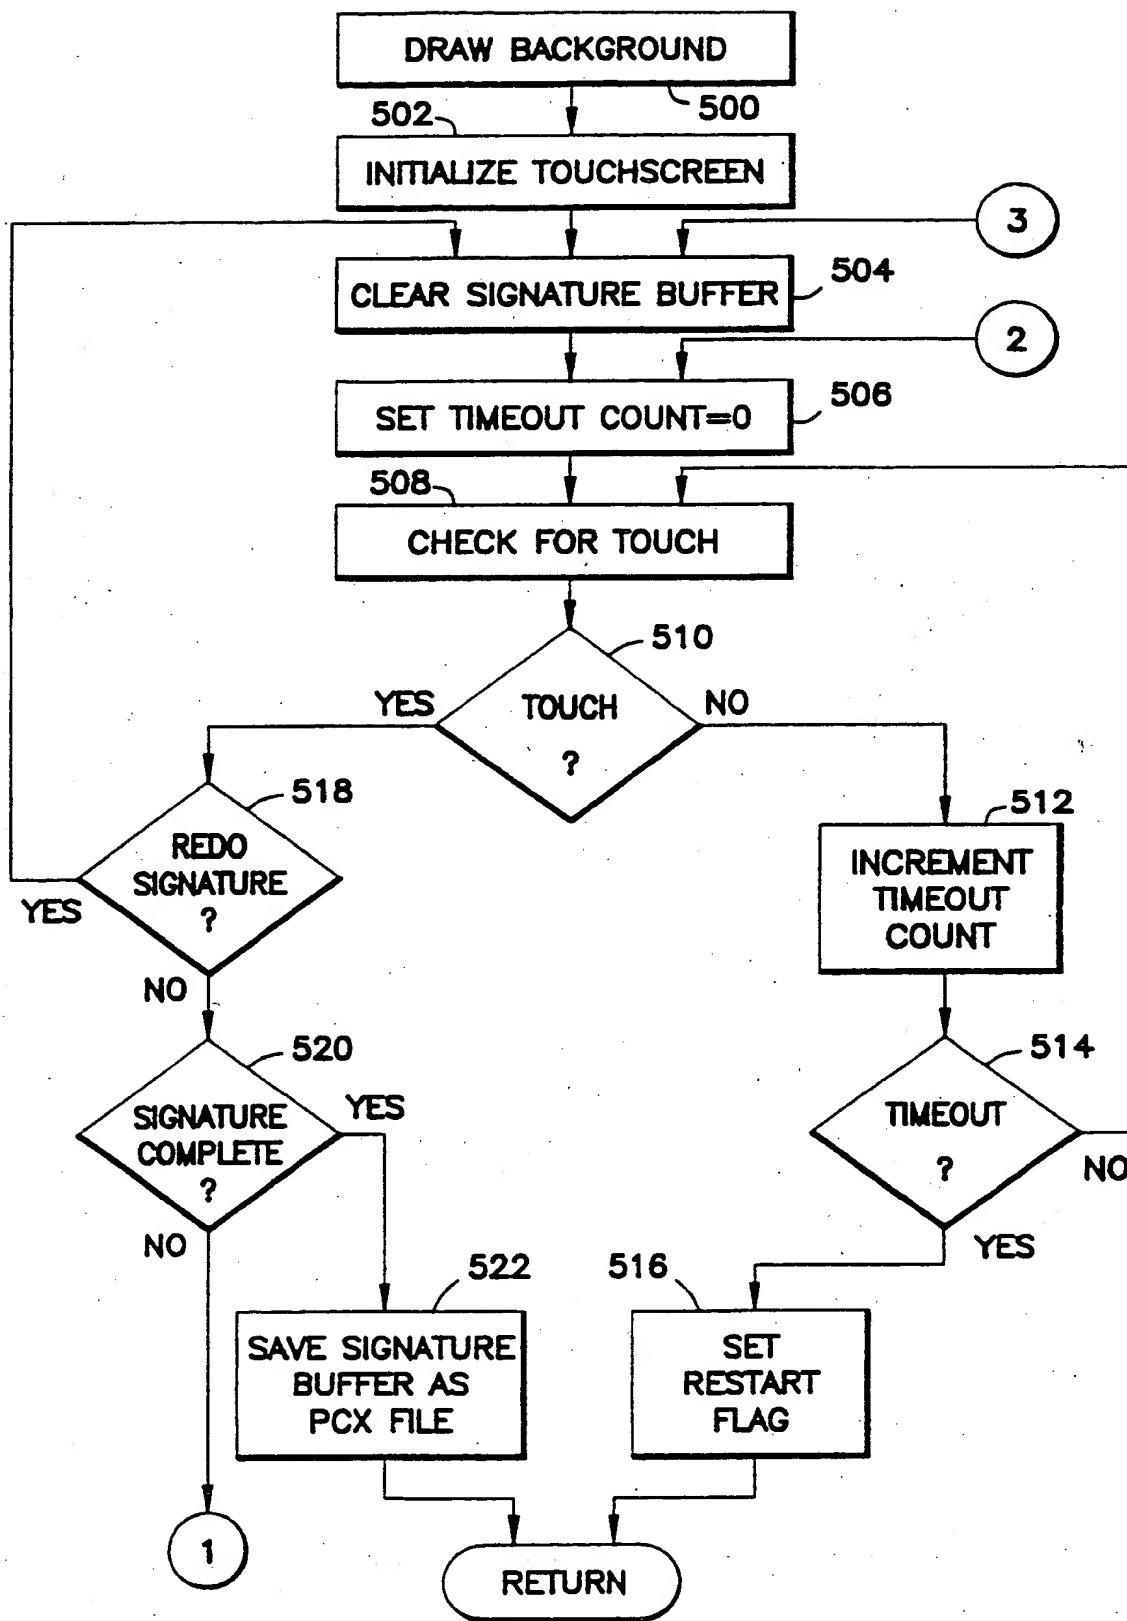 DRAW BACKGROUND
500
502
INITIALIZE TOUCHSCREEN
3
CLEAR SIGNATURE BUFFER
504
2
SET TIMEOUT COUNT=0
506
508
CHECK FOR TOUCH
510
YES
TOUCH
?
NO
518
REDO
SIGNATURE
?
YES
NO
512
INCREMENT
TIMEOUT
COUNT
520
SIGNATURE
COMPLETE
?
YES
NO
514
TIMEOUT
?
NO
YES
522
SAVE SIGNATURE
BUFFER AS
PCX FILE
516
SET
RESTART
FLAG
1
RETURN